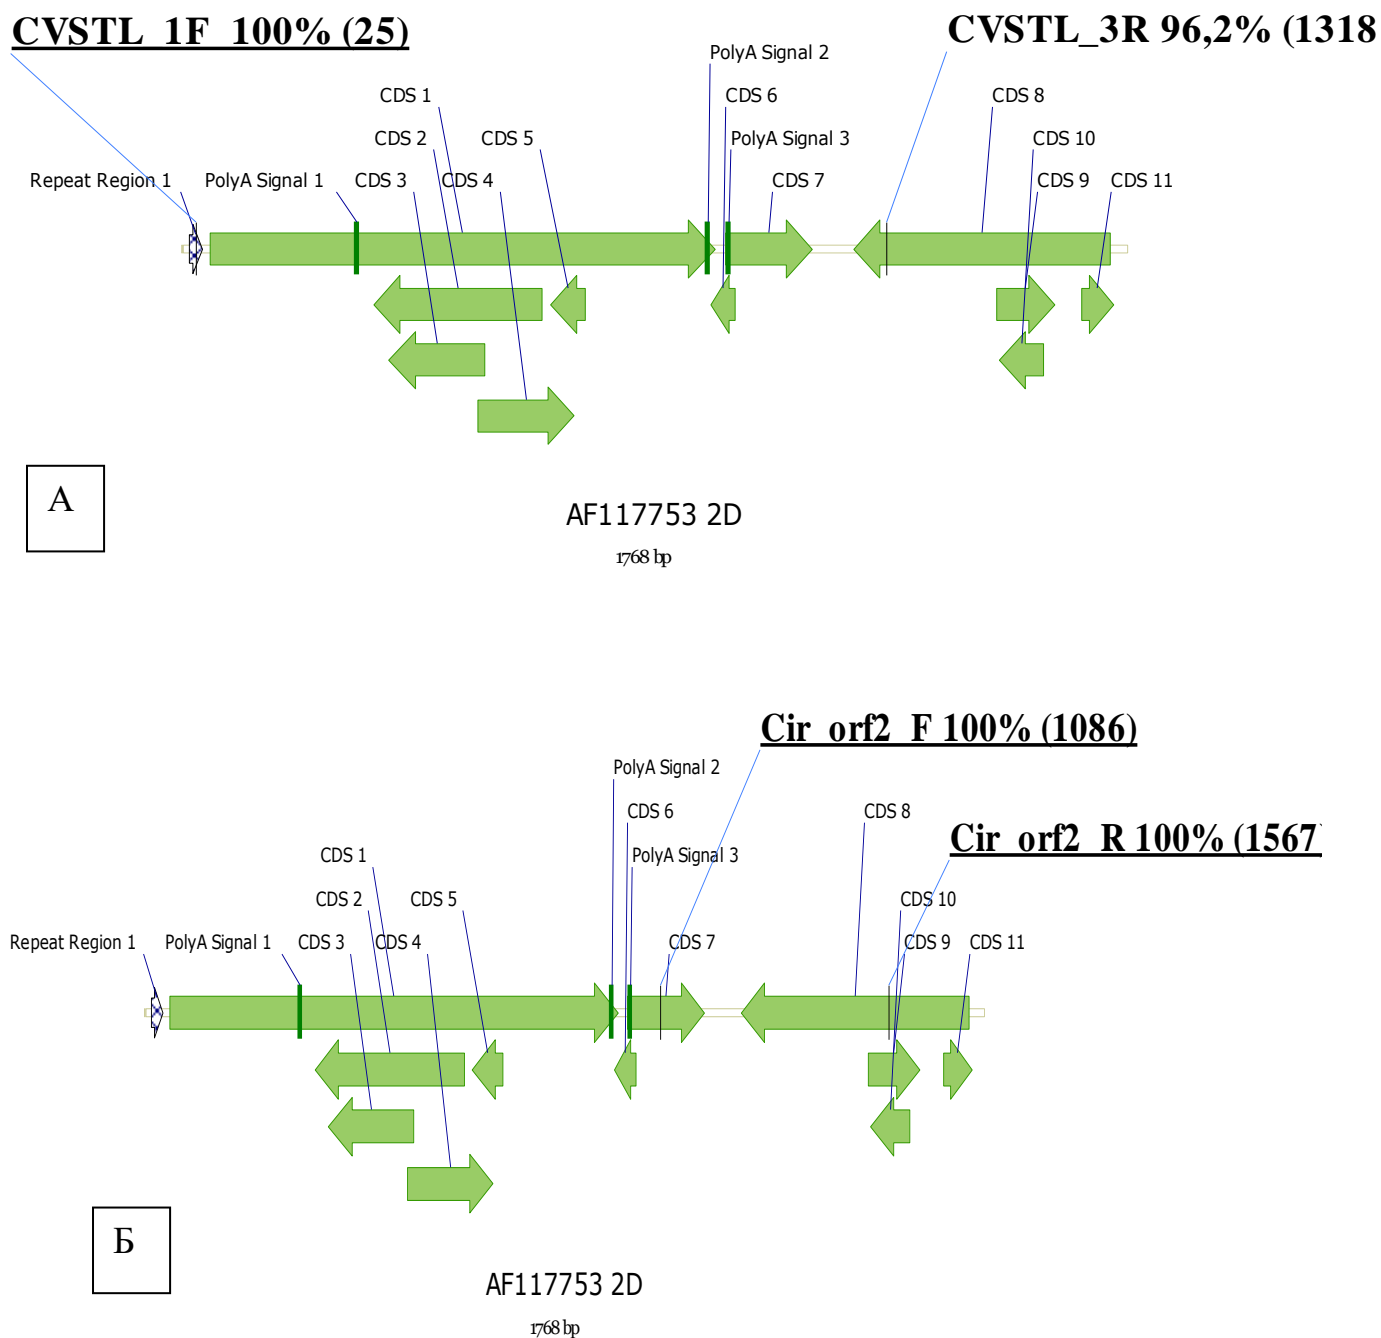 CVSTL_1F 100% (25)
CVSTL_3R 96,2% (1318
PolyA Signal 2
CDS 1
CDS 6
CDS 8
CDS 2
CDS 5
PolyA Signal 3
CDS 10
Repeat Region 1
PolyA Signal 1
CDS 3
CDS 4
CDS 7
CDS 9
CDS 11
А
AF117753 2D
1768 bp
Cir_orf2_F 100% (1086)
PolyA Signal 2
CDS 6
CDS 8
Cir_orf2_R 100% (1567
CDS 1
PolyA Signal 3
CDS 2
CDS 5
CDS 10
Repeat Region 1
PolyA Signal 1
CDS 3
CDS 4
CDS 7
CDS 9
CDS 11
Б
AF117753 2D
1768 bp